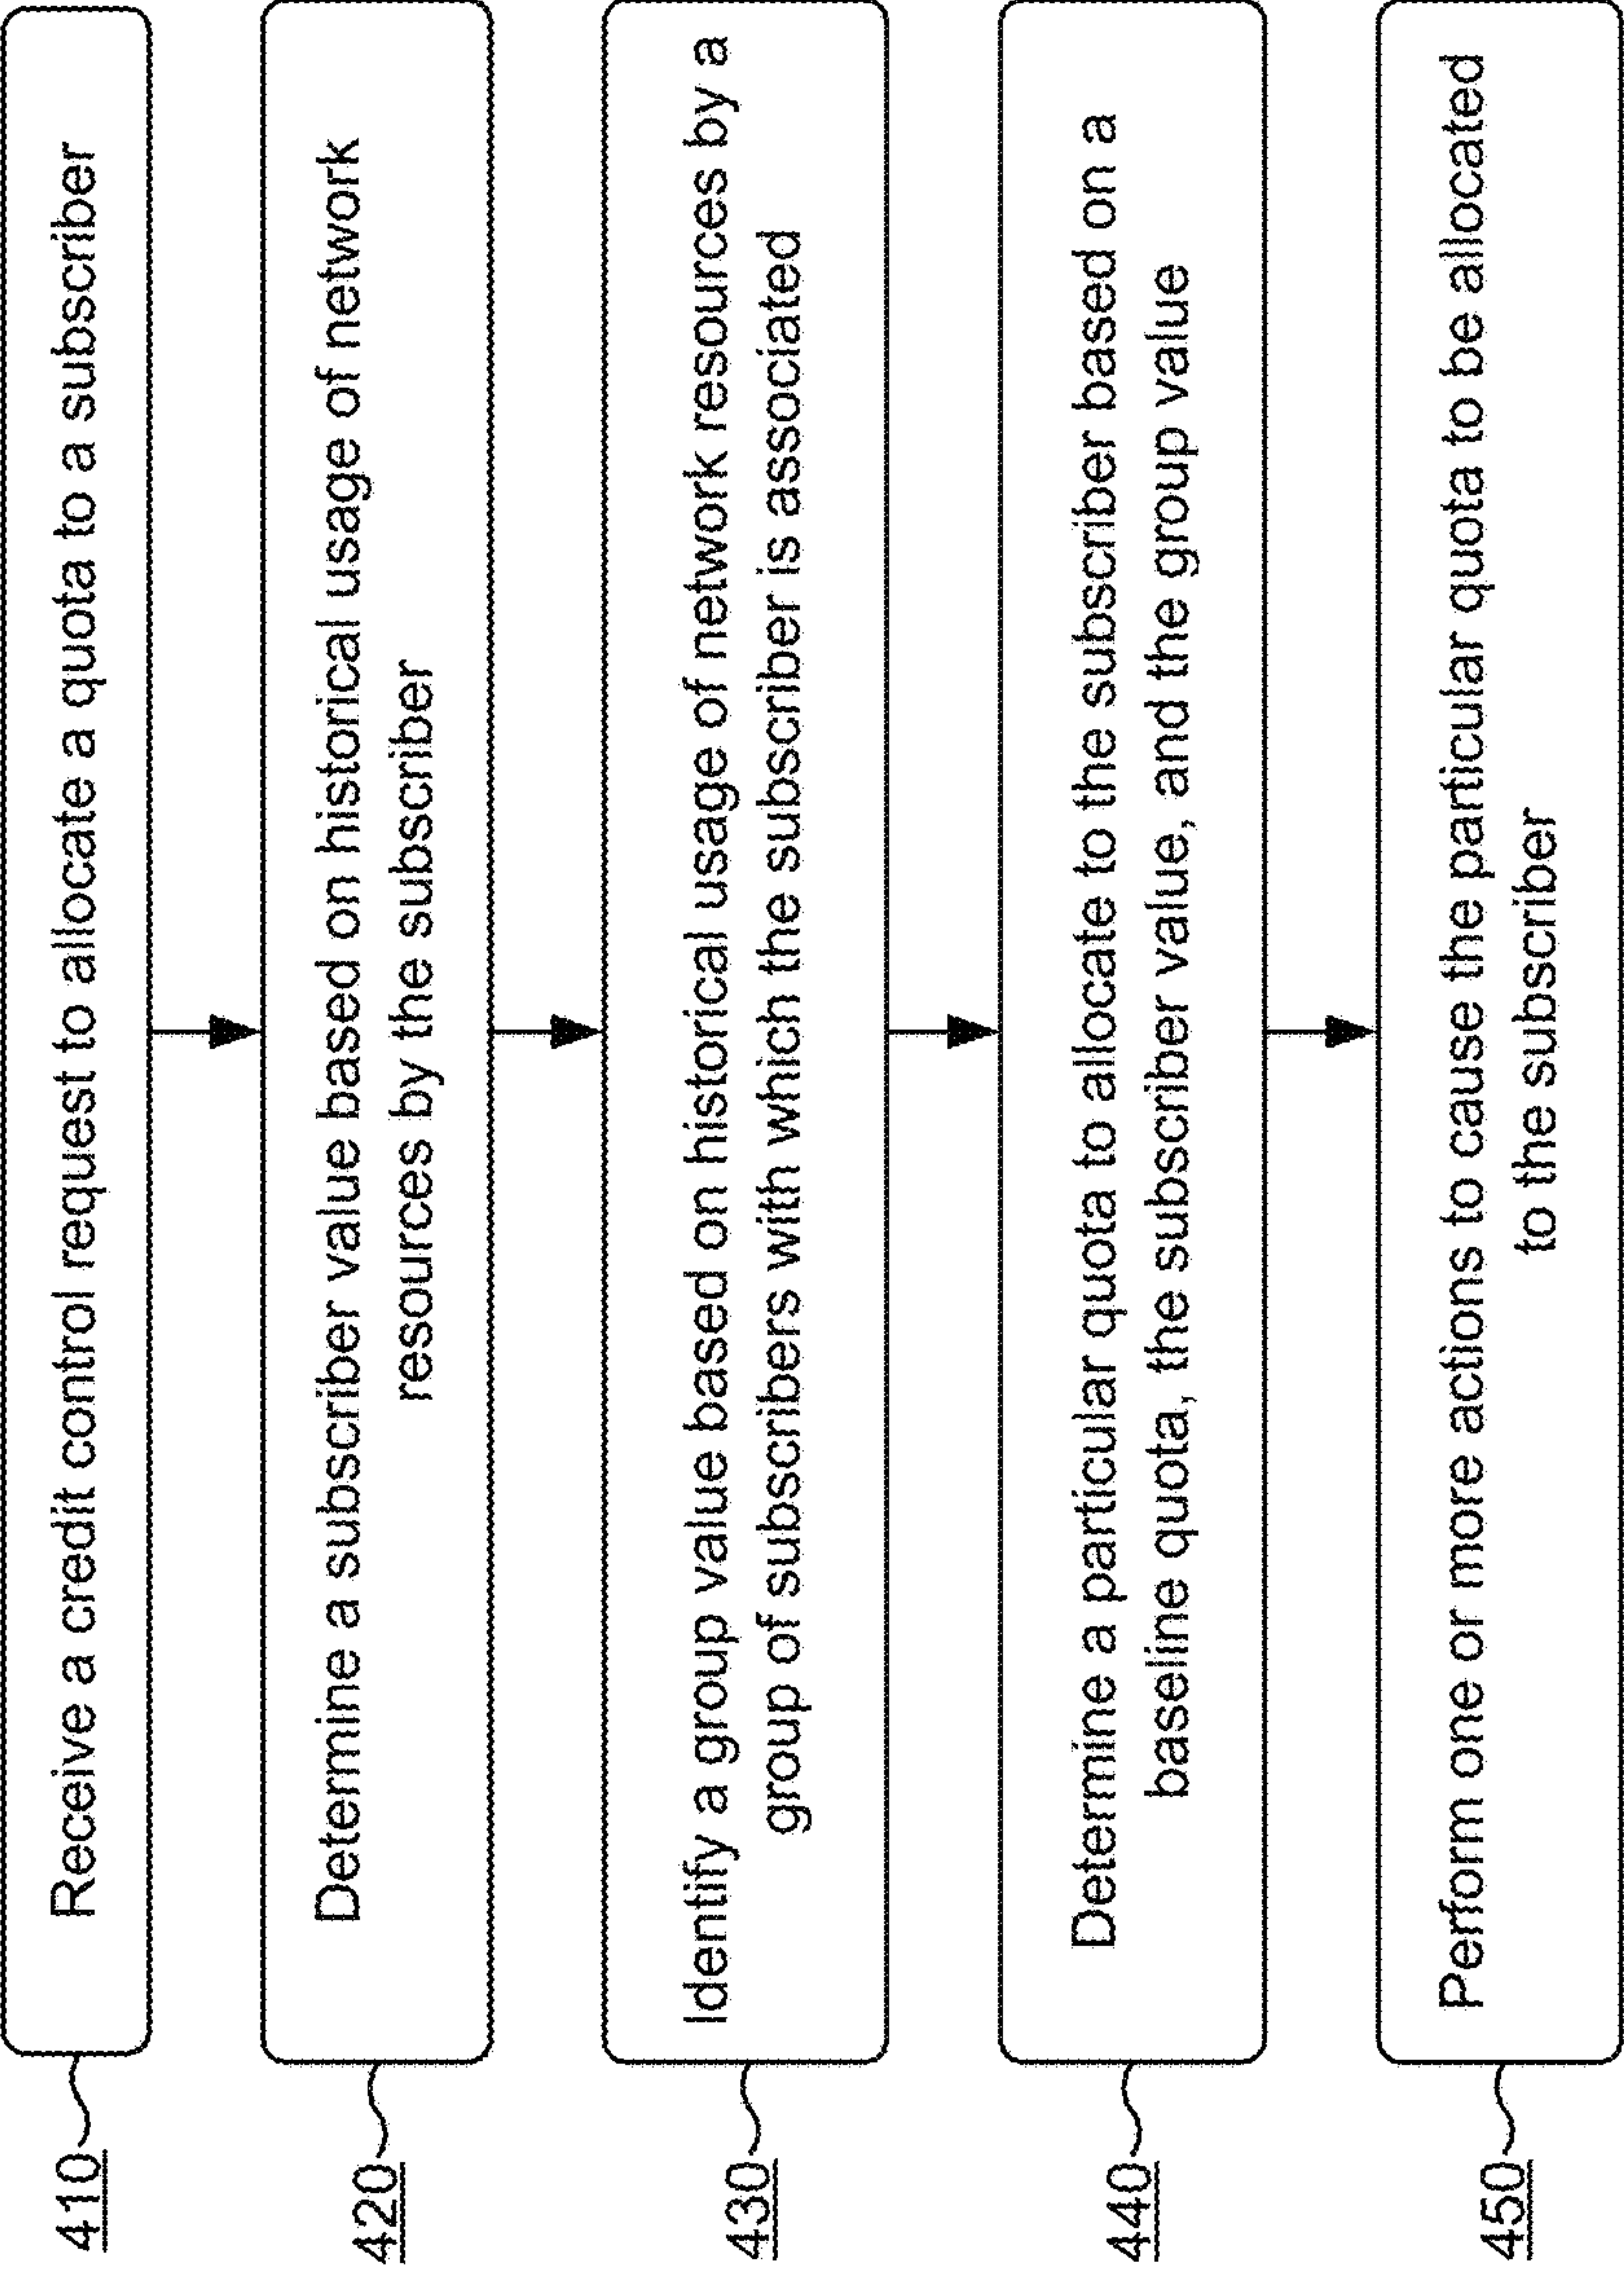 410
Receive a credit control request to allocate a quota to a subscriber
420
Determine a subscriber value based on historical usage of network
resources by the subscriber
430
Identify a group value based on historical usage of network resources by a
group of subscribers with which the subscriber is associated
440
Determine a particular quota to allocate to the subscriber based on a
baseline quota, the subscriber value, and the group value
450
Perform one or more actions to cause the particular quota to be allocated
to the subscriber